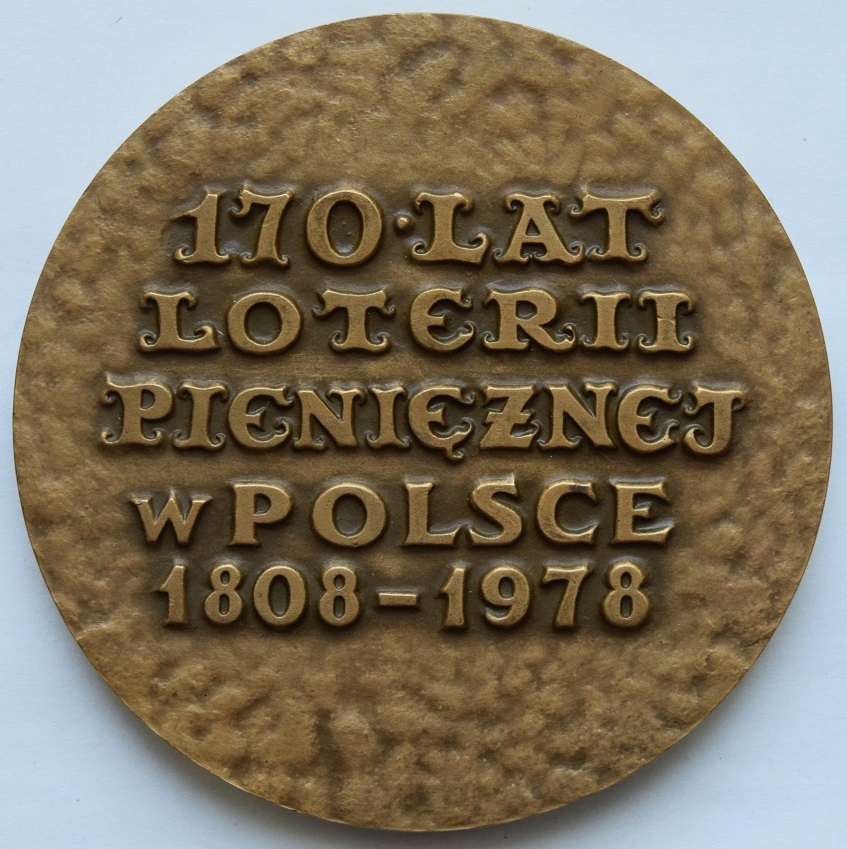 170·LAT
LOTERII
PIENIĘŻNEJ
w POLSCE
1808-1978